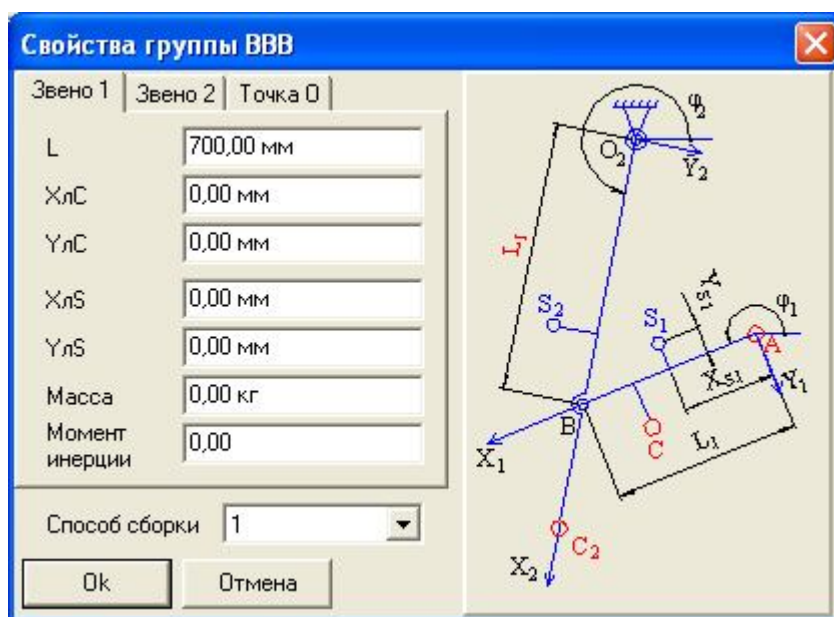 Свойства группы ВВВ
Звено 1
Звено 2
Точка O
L
700,00 мм
XлC
0,00 мм
YлC
0,00 мм
XлS
0,00 мм
YлS
0,00 мм
Масса
0,00 кг
Момент
инерции
0,00
Способ сборки
1
Ok
Отмена
φ2
O2
Y2
YS1
S2
S1
φ1
A
XS1
Y1
B
C
L1
X1
C2
X2